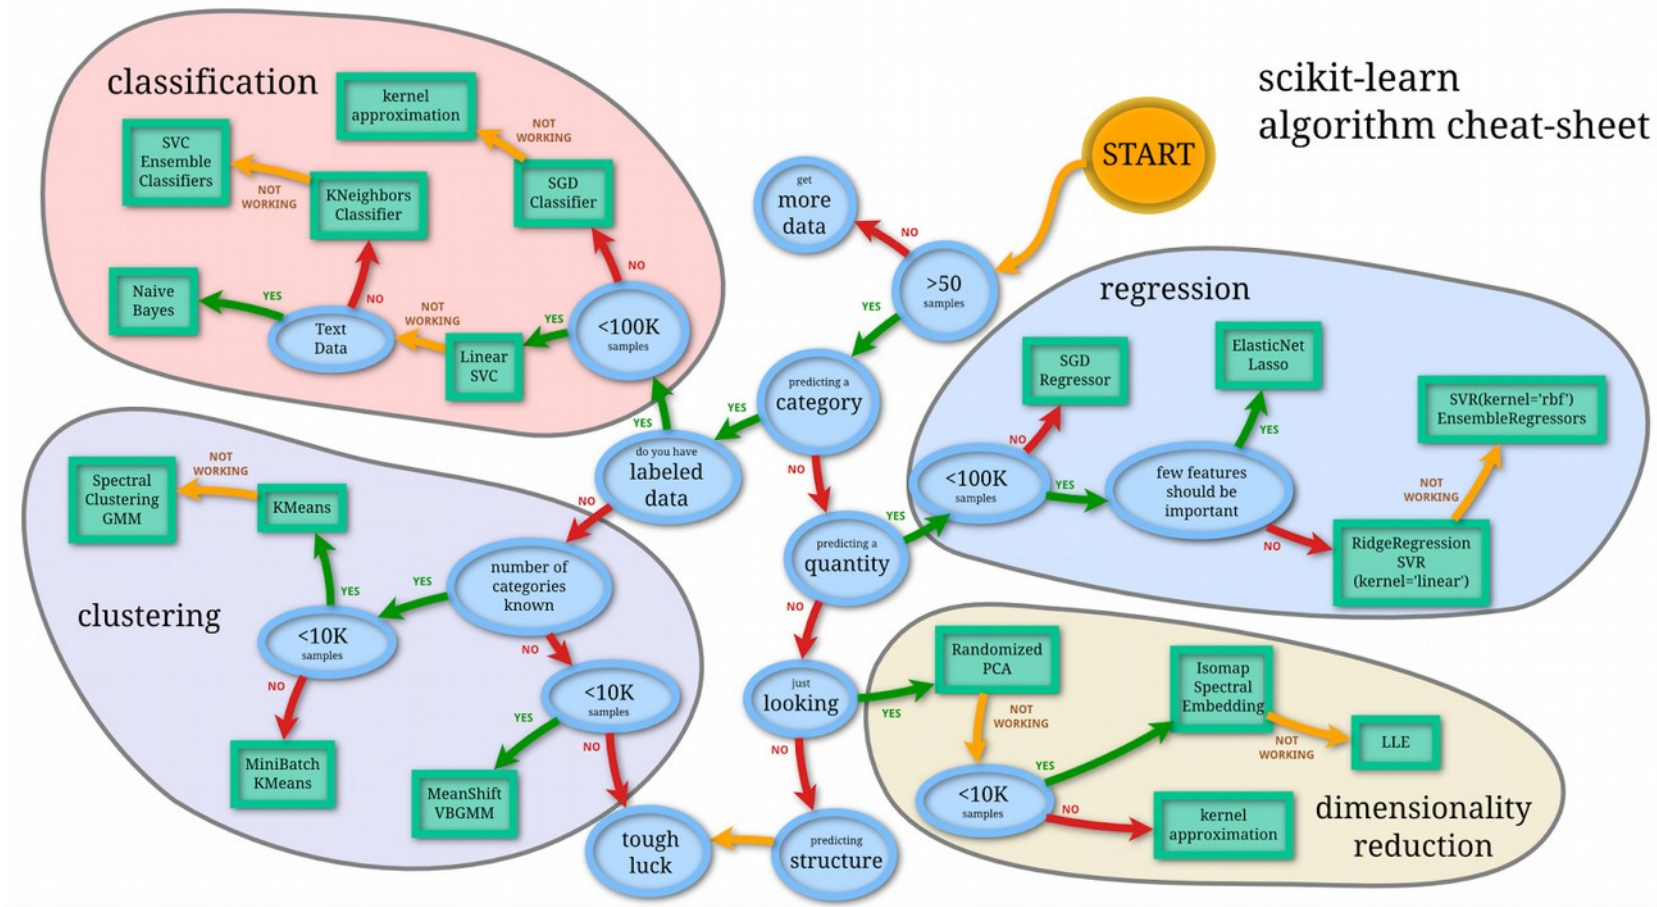 scikit-learn
algorithm cheat-sheet
START
classification
kernel
approximation
NOT
WORKING
SVC
Ensemble
Classifiers
NOT
WORKING
KNeighbors
Classifier
SGD
Classifier
NO
Naive
Bayes
YES
Text
Data
NO
NOT
WORKING
Linear
SVC
YES
<100K
samples
get
more
data
NO
>50
samples
YES
predicting a
category
YES
NO
YES
do you have
labeled
data
NO
predicting a
quantity
YES
NO
just
looking
YES
NO
predicting
structure
tough
luck
regression
SGD
Regressor
ElasticNet
Lasso
SVR(kernel='rbf')
EnsembleRegressors
<100K
samples
NO
YES
few features
should be
important
YES
NO
NOT
WORKING
RidgeRegression
SVR
(kernel='linear')
clustering
Spectral
Clustering
GMM
NOT
WORKING
KMeans
YES
<10K
samples
NO
YES
number of
categories
known
NO
<10K
samples
YES
NO
MiniBatch
KMeans
MeanShift
VBGMM
Randomized
PCA
NOT
WORKING
Isomap
Spectral
Embedding
NOT
WORKING
LLE
<10K
samples
YES
NO
kernel
approximation
dimensionality
reduction